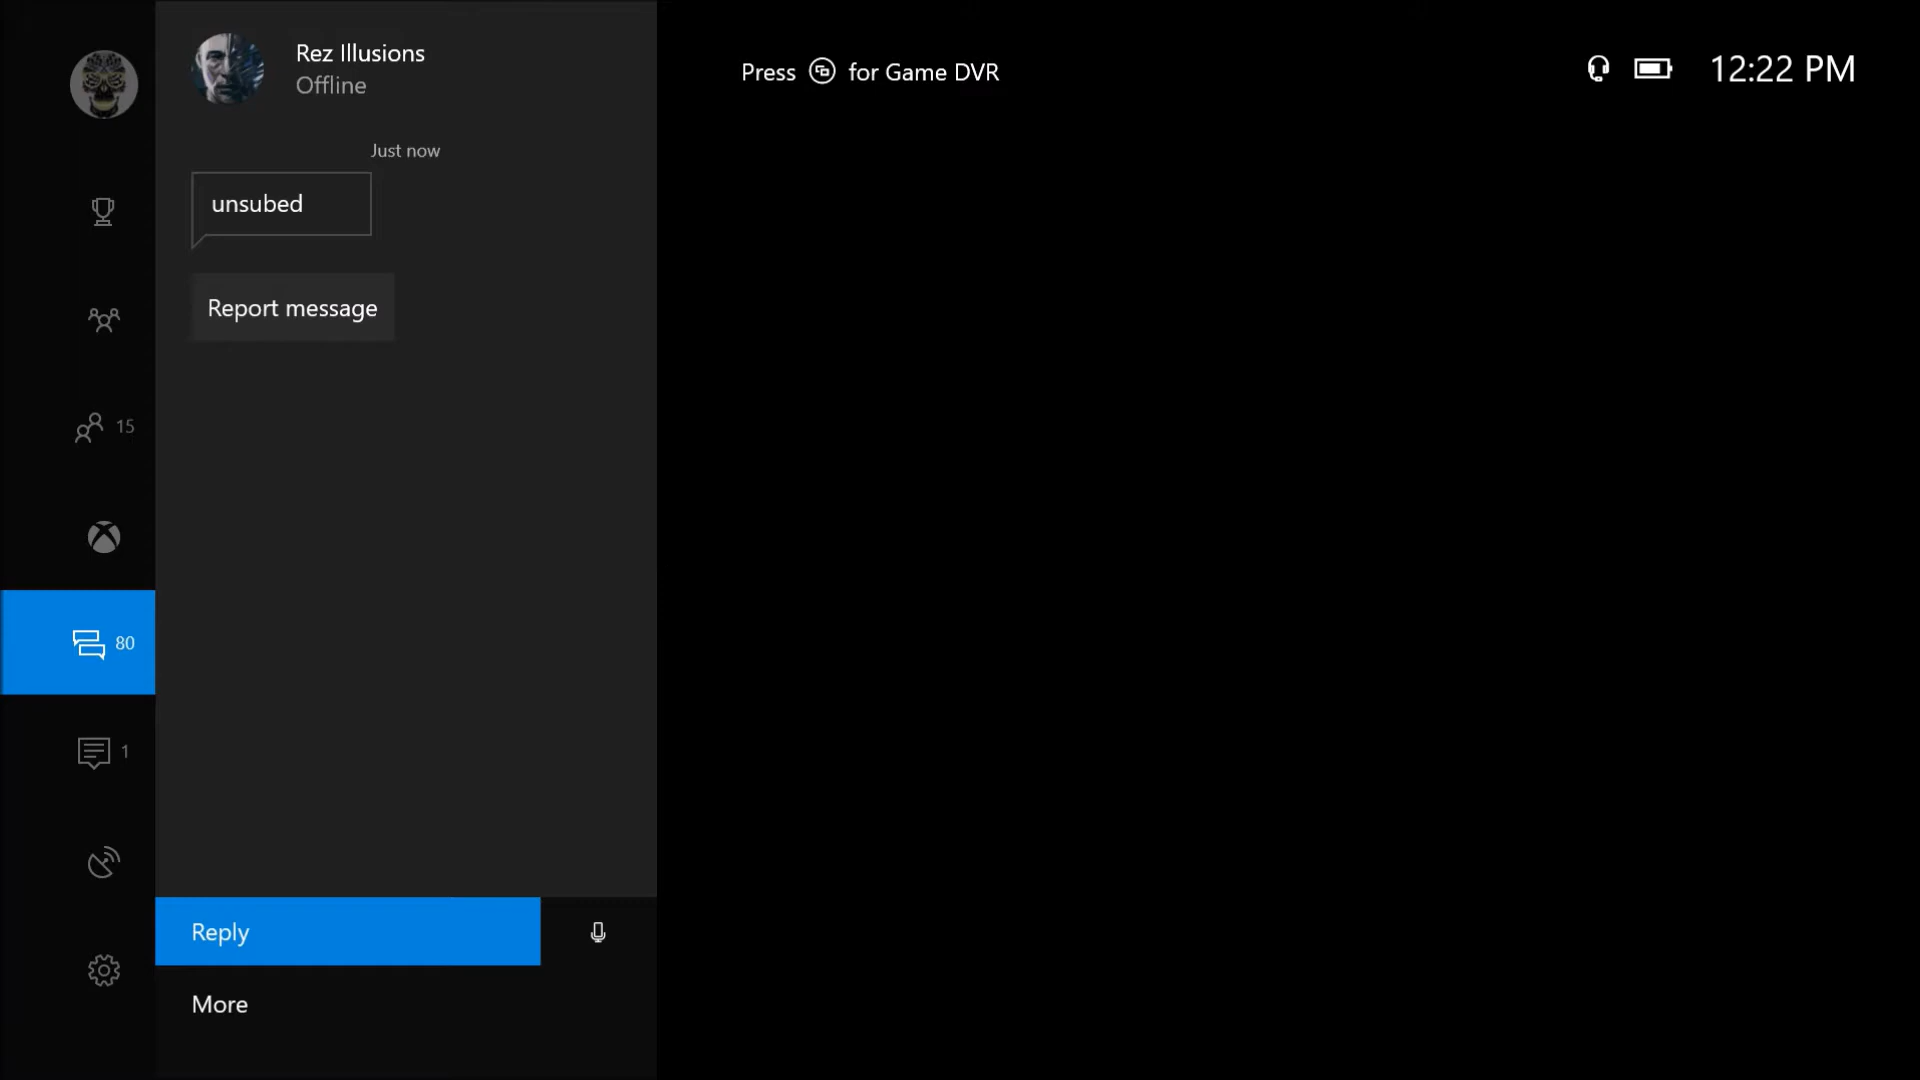 Rez Illusions
Offline
Just now
unsubed
Report message
15
80
1
Reply
More
Press for Game DVR
12:22 PM